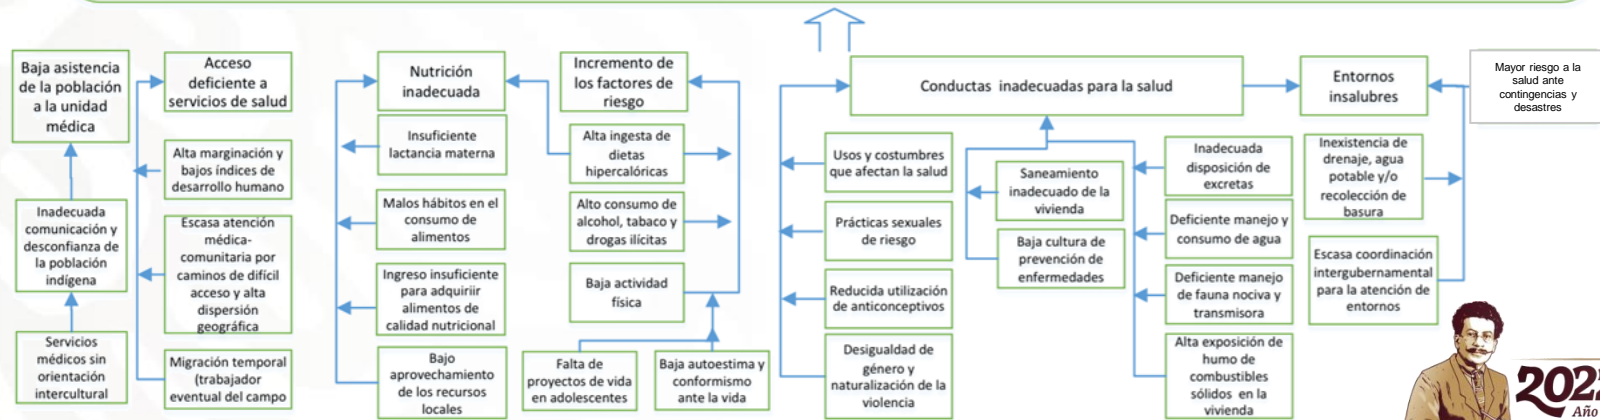 Baja asistencia
de la población
a la unidad
médica
Inadecuada
comunicación y
desconfianza de
la población
indígena
Servicios
médicos sin
orientación
intercultural
Acceso
deficiente a
servicios de salud
Alta marginación y
bajos índices de
desarrollo humano
Escasa atención
médica-
comunitaria por
caminos de difícil
acceso y alta
dispersión
geográfica
Migración temporal
(trabajador
eventual del campo
Nutrición
inadecuada
Insuficiente
lactancia materna
Malos hábitos en el
consumo de
alimentos
Ingreso insuficiente
para adquiriir
alimentos de
calidad nutricional
Bajo
aprovechamiento
de los recursos
locales
Incremento de
los factores de
riesgo
Alta ingesta de
dietas
hipercalóricas
Alto consumo de
alcohol, tabaco y
drogas ilícitas
Baja actividad
física
Falta de
proyectos de vida
en adolescentes
Baja autoestima y
conformismo
ante la vida
Conductas inadecuadas para la salud
Usos y costumbres
que afectan la salud
Prácticas sexuales
de riesgo
Reducida utilización
de anticonceptivos
Desigualdad de
género y
naturalización de la
violencia
Saneamiento
inadecuado de la
vivienda
Baja cultura de
prevención de
enfermedades
Inadecuada
disposición de
excretas
Deficiente manejo y
consumo de agua
Deficiente manejo
de fauna nociva y
transmisora
Alta exposición de
humo de
combustibles
sólidos en la
vivienda
Entornos
insalubres
Inexistencia de
drenaje, agua
potable y/o
recolección de
basura
Escasa coordinación
intergubernamental
para la atención de
entornos
Mayor riesgo a la
salud ante
contingencias y
desastres
2022
Año